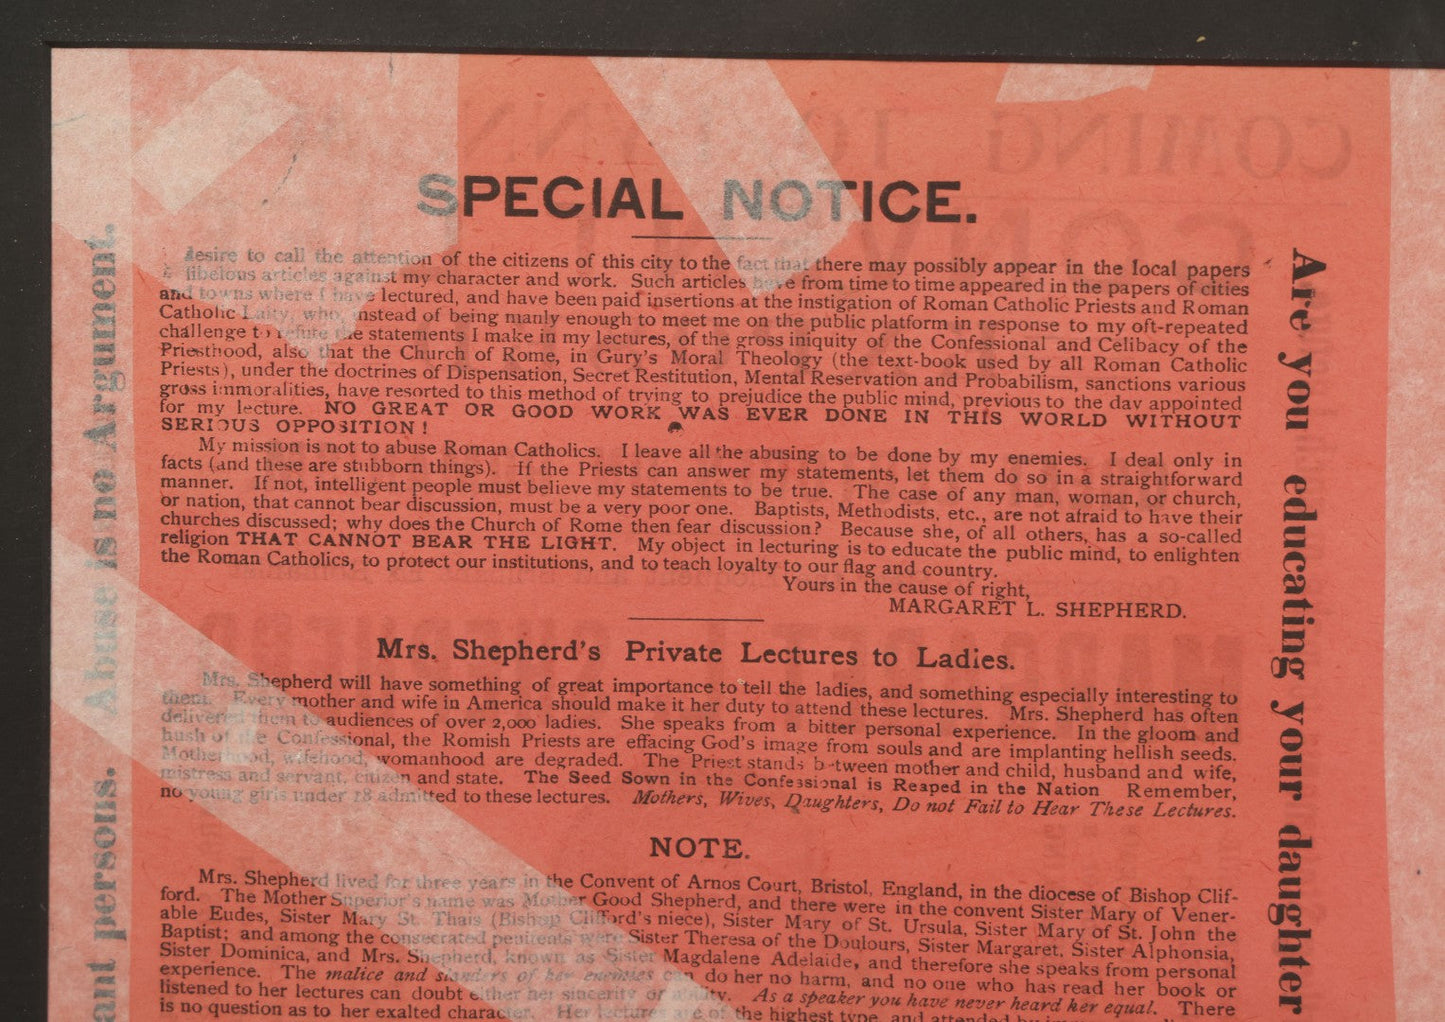 COMING TO
SPECIAL NOTICE.
desire to call the attention of the citizens of this city to the fact that there may possibly appear in the local papers
libelous articles against my character and work. Such articles have from time to time appeared in the papers of cities
and towns where I have lectured, and have been paid insertions at the instigation of Roman Catholic Priests and Roman
Catholic Laity, who, instead of being manly enough to meet me on the public platform in response to my oft-repeated
challenge to refute the statements I make in my lectures, of the gross iniquity of the Confessional and Celibacy of the
Priesthood, also that the Church of Rome, in Gury's Moral Theology (the text-book used by all Roman Catholic
Priests), under the doctrines of Dispensation, Secret Restitution, Mental Reservation and Probabilism, sanctions various
gross immoralities, have resorted to this method of trying to prejudice the public mind, previous to the day appointed
for my lecture. NO GREAT OR GOOD WORK WAS EVER DONE IN THIS WORLD WITHOUT
SERIOUS OPPOSITION!
My mission is not to abuse Roman Catholics. I leave all the abusing to be done by my enemies. I deal only in
facts (and these are stubborn things). If the Priests can answer my statements, let them do so in a straightforward
manner. If not, intelligent people must believe my statements to be true. The case of any man, woman, or church,
or nation, that cannot bear discussion, must be a very poor one. Baptists, Methodists, etc., are not afraid to have their
churches discussed; why does the Church of Rome then fear discussion? Because she, of all others, has a so-called
religion THAT CANNOT BEAR THE LIGHT. My object in lecturing is to educate the public mind, to enlighten
the Roman Catholics, to protect our institutions, and to teach loyalty to our flag and country.
Yours in the cause of right,
MARGARET L. SHEPHERD.
Mrs. Shepherd's Private Lectures to Ladies.
Mrs. Shepherd will have something of great importance to tell the ladies, and something especially interesting to
them. Every mother and wife in America should make it her duty to attend these lectures. Mrs. Shepherd has often
delivered them to audiences of over 2,000 ladies. She speaks from a bitter personal experience. In the gloom and
hush of the Confessional, the Romish Priests are effacing God's image from souls and are implanting hellish seeds.
Motherhood, wifehood, womanhood are degraded. The Priest stands between mother and child, husband and wife,
mistress and servant, citizen and state. The Seed Sown in the Confessional is Reaped in the Nation Remember,
no young girls under 18 admitted to these lectures. Mothers, Wives, Daughters, Do not Fail to Hear These Lectures.
NOTE.
Mrs. Shepherd lived for three years in the Convent of Arnos Court, Bristol, England, in the diocese of Bishop Clif-
ford. The Mother Superior's name was Mother Good Shepherd, and there were in the convent Sister Mary of Vener-
able Eudes, Sister Mary St. Thais (Bishop Clifford's niece), Sister Mary of St. Ursula, Sister Mary of St. John the
Baptist; and among the consecrated penitents were Sister Theresa of the Doulours, Sister Margaret, Sister Alphonsia,
Sister Dominica, and Mrs. Shepherd, known as Sister Magdalene Adelaide, and therefore she speaks from personal
experience. The malice and slanders of her enemies can do her no harm, and no one who has read her book or
listened to her lectures can doubt either her sincerity or ability. As a speaker you have never heard her equal. There
is no question as to her exalted character. Her lectures are of the highest type, and attended by
ant persons. Abuse is no Argument.
Are you educating your daughter